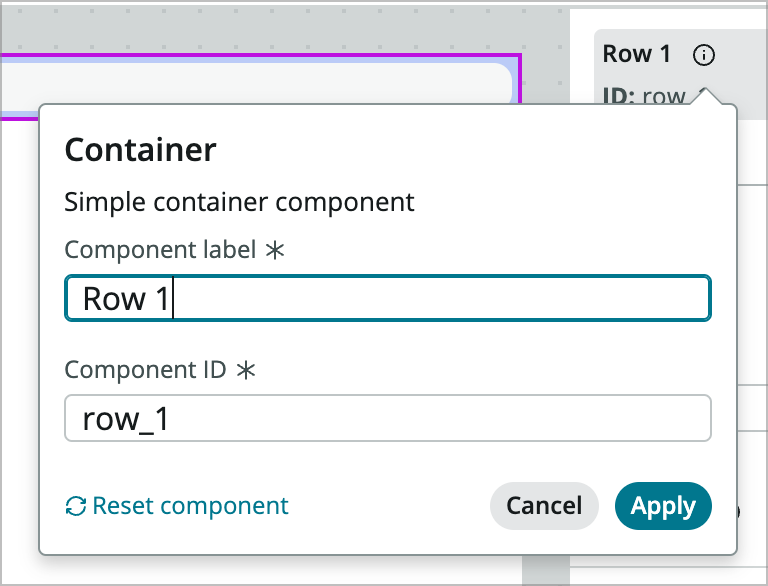 Row 1
ID: row
Container
Simple container component
Component label *
Row 1
Component ID *
row_1
Reset component
Cancel
Apply